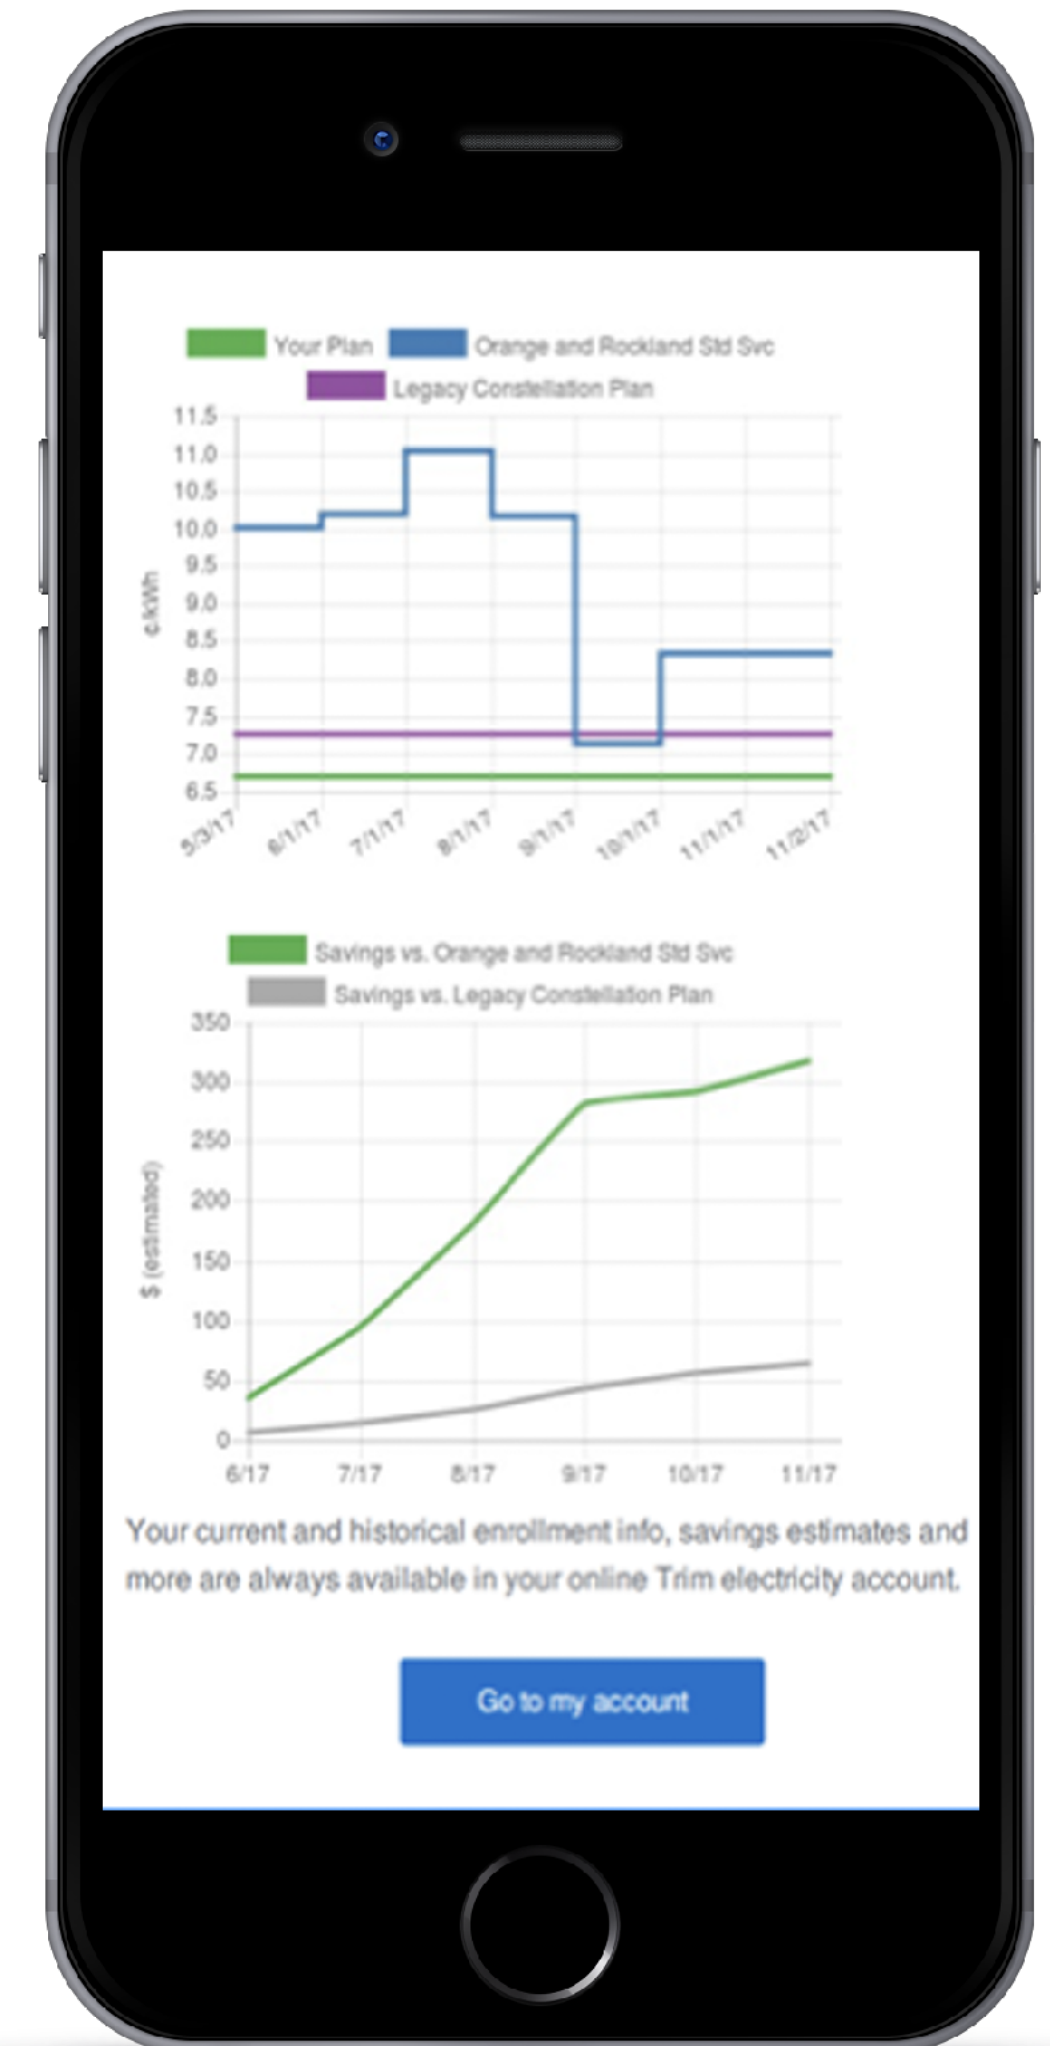 Your Plan Orange and Rockland Std Svc
Legacy Constellation Plan
11.5
11.0
10.5
10.0
9.5
9.0
8.5
8.0
7.5
7.0
6.5
¢/kWh
5/3/17 6/1/17 7/1/17 8/1/17 9/1/17 10/1/17 11/1/17 11/2/17
Savings vs. Orange and Rockland Std Svc
Savings vs. Legacy Constellation Plan
350
300
250
200
150
100
50
0
$ (estimated)
6/17 7/17 8/17 9/17 10/17 11/17
Your current and historical enrollment info, savings estimates and
more are always available in your online Trim electricity account.
Go to my account